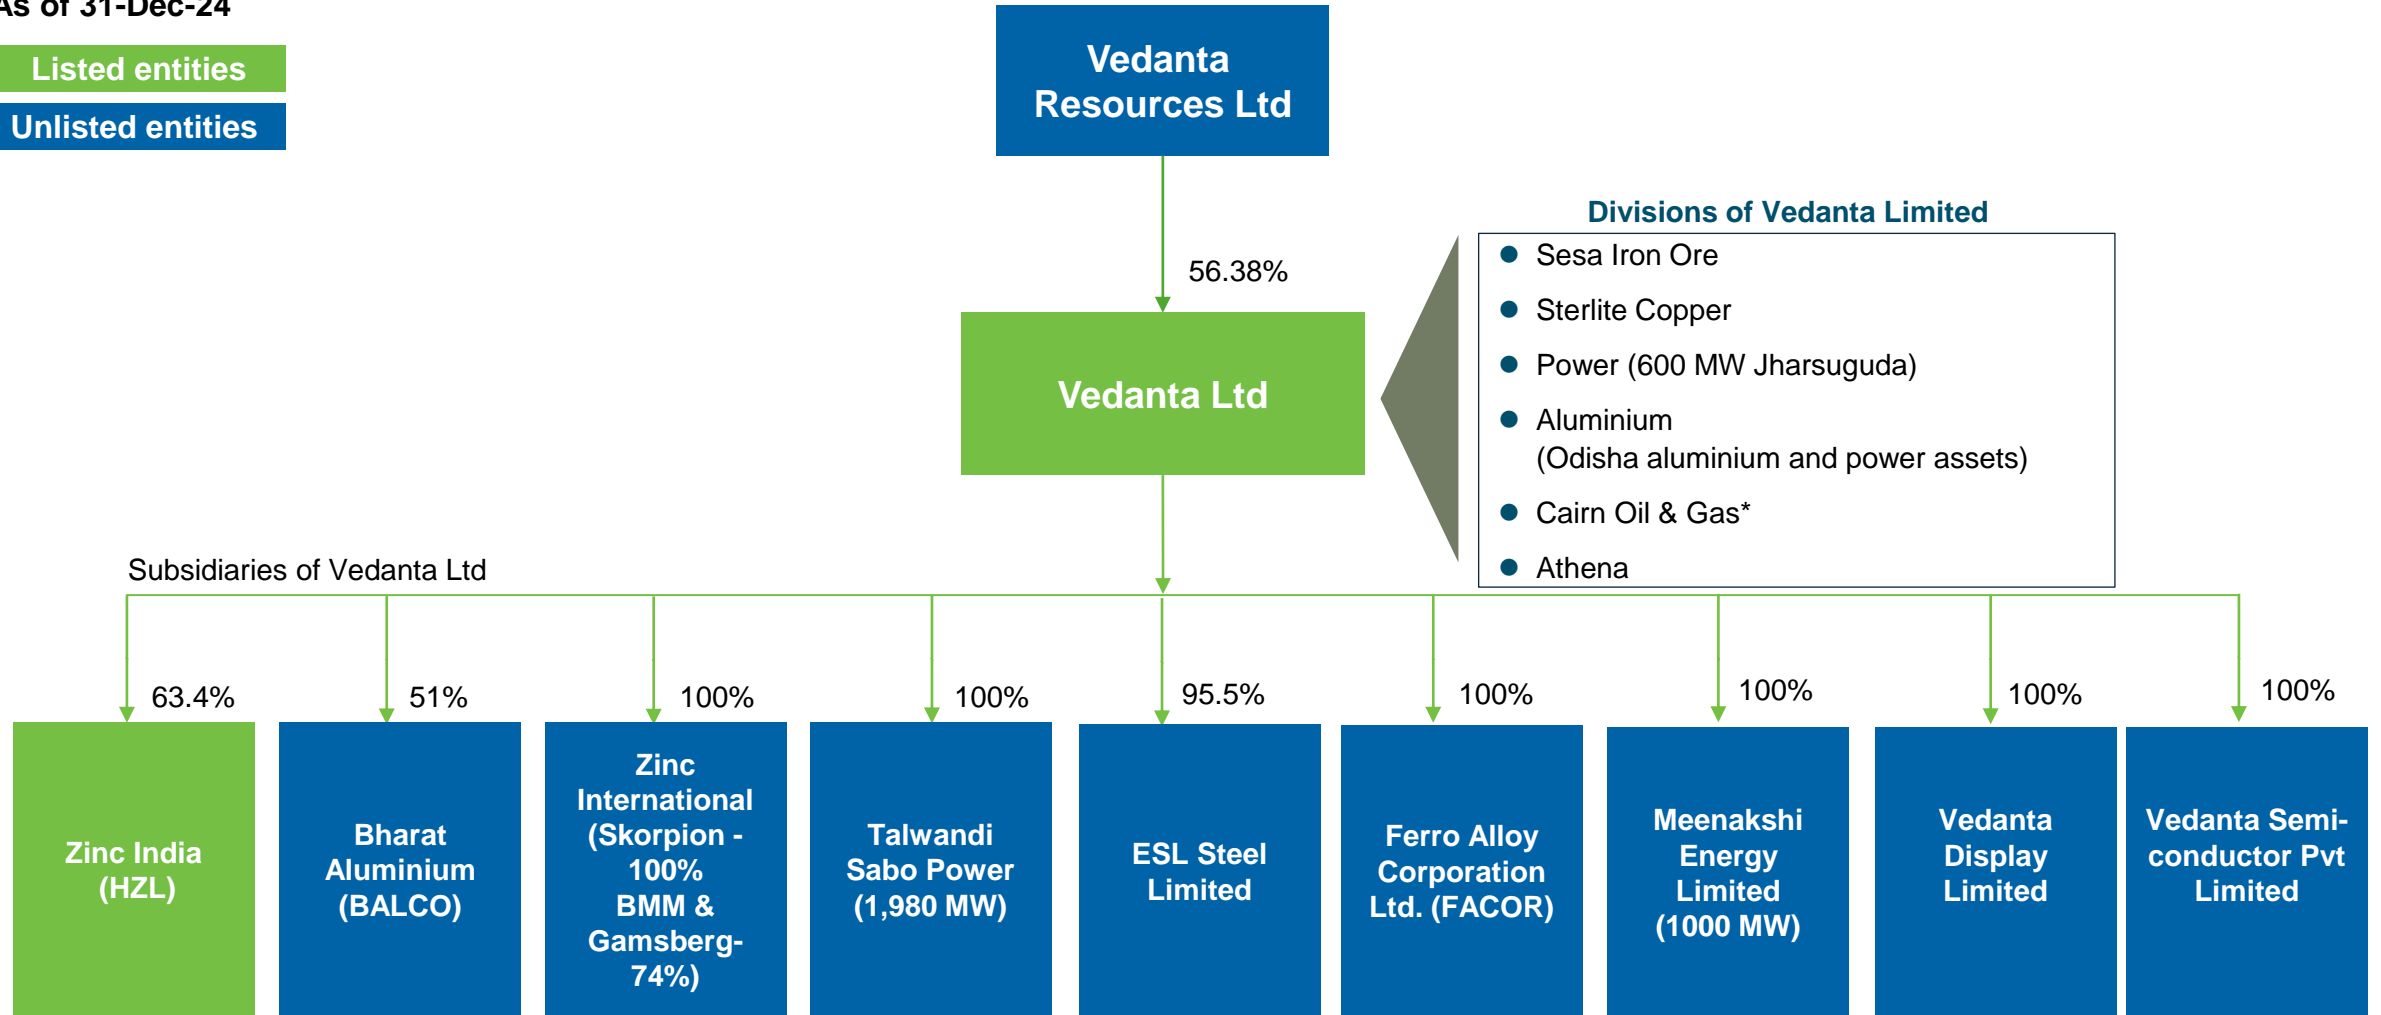 As of 31-Dec-24
Listed entities
Unlisted entities
Vedanta
Resources Ltd
56.38%
Vedanta Ltd
Divisions of Vedanta Limited
Sesa Iron Ore
Sterlite Copper
Power (600 MW Jharsuguda)
Aluminium
(Odisha aluminium and power assets)
Cairn Oil & Gas*
Athena
Subsidiaries of Vedanta Ltd
63.4%
51%
100%
100%
95.5%
100%
100%
100%
100%
Zinc India
(HZL)
Bharat
Aluminium
(BALCO)
Zinc
International
(Skorpion -
100%
BMM &
Gamsberg-
74%)
Talwandi
Sabo Power
(1,980 MW)
ESL Steel
Limited
Ferro Alloy
Corporation
Ltd. (FACOR)
Meenakshi
Energy
Limited
(1000 MW)
Vedanta
Display
Limited
Vedanta Semi-
conductor Pvt
Limited